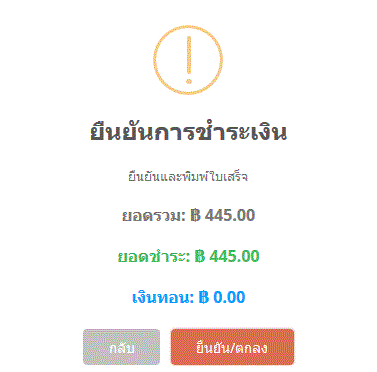 ยืนยันการชำระเงิน
ยืนยันและพิมพ์ใบเสร็จ
ยอดรวม: ฿ 445.00
ยอดชำระ: ฿ 445.00
เงินทอน: ฿ 0.00
กลับ
ยืนยัน/ตกลง